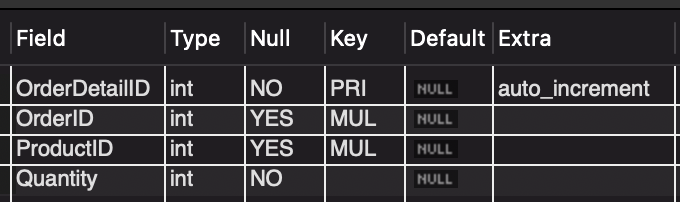 Field Type Null Key Default Extra
OrderDetailID int NO PRI NULL auto_increment
OrderID int YES MUL NULL
ProductID int YES MUL NULL
Quantity int NO NULL